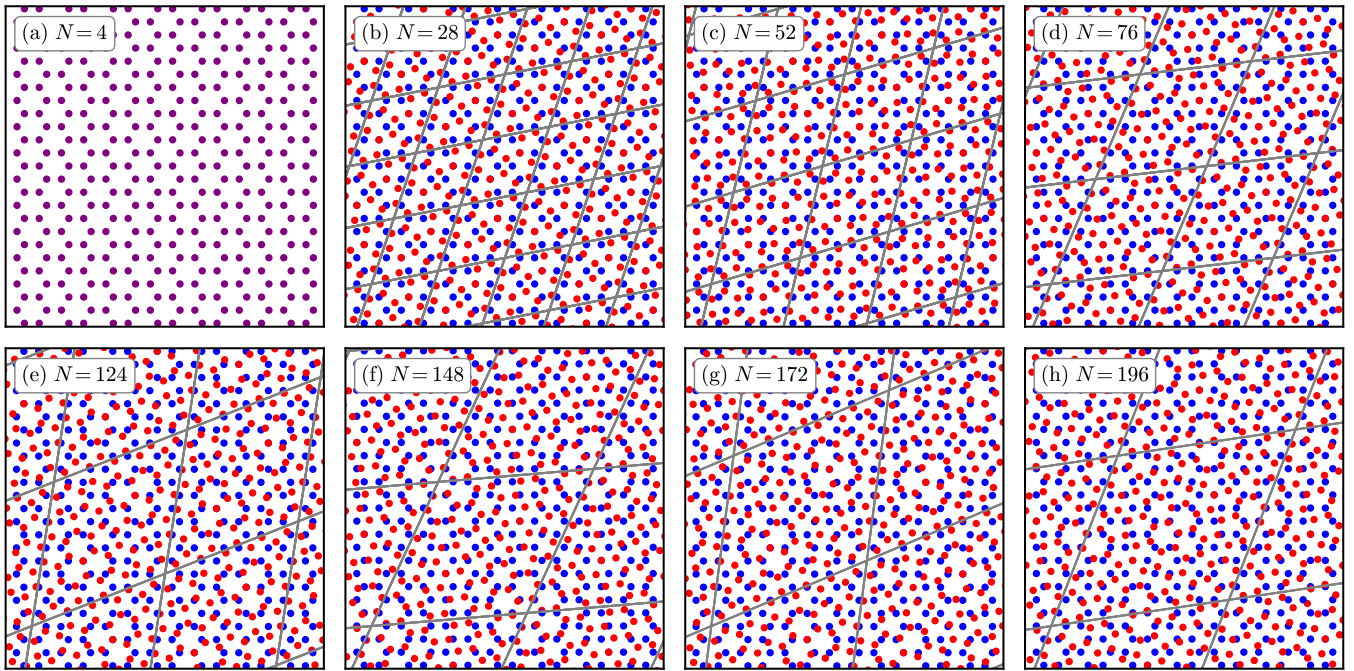 (a) N = 4
(b) N = 28
(c) N = 52
(d) N = 76
(e) N = 124
(f) N = 148
(g) N = 172
(h) N = 196